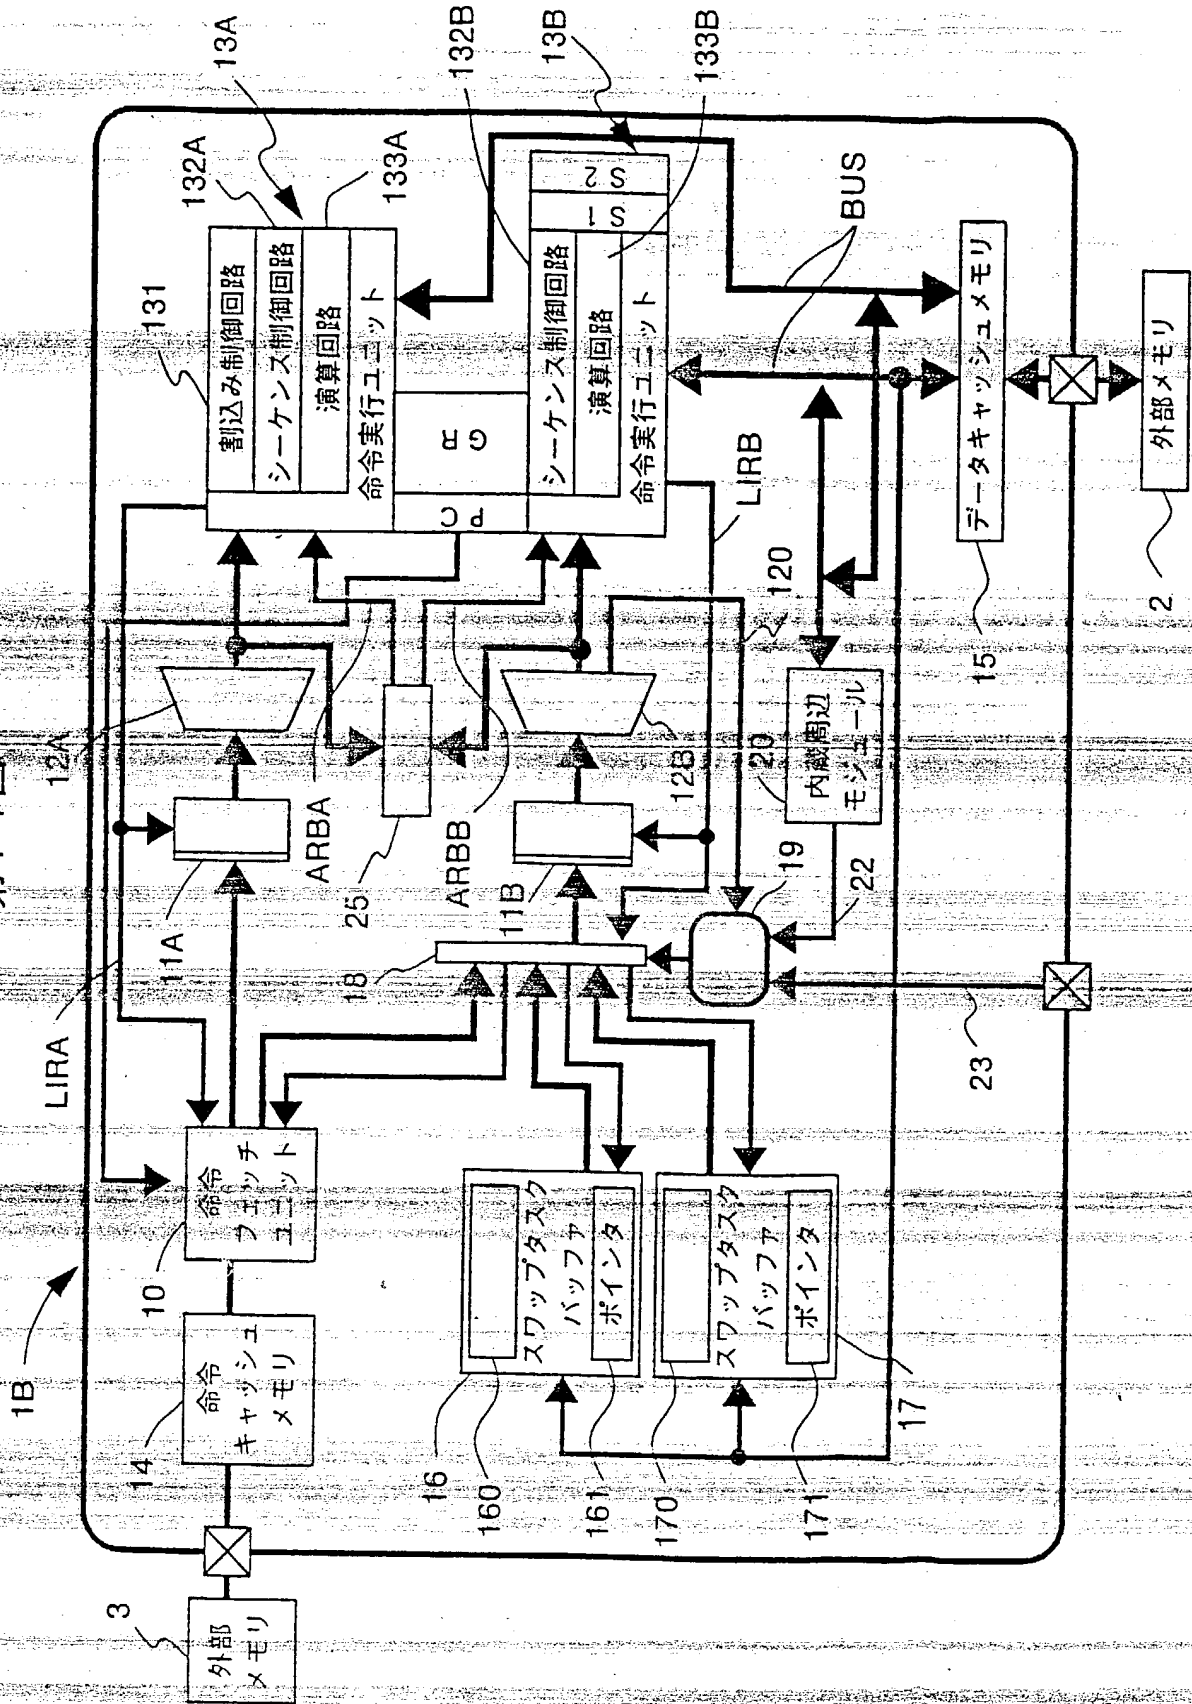 1B
3
外部
メモリ
14
命令
キャッシュ
メモリ
10
命令
フェッチ
ユニット
LIRA
11A
12A
ARBA
25
ARBB
11B
12B
18
131
132A
133A
13A
割込み制御回路
シーケンス制御回路
演算回路
命令実行ユニット
PC
GR
132B
13B
133B
シーケンス制御回路
演算回路
命令実行ユニット
S1
S2
LIRB
BUS
120
16
160
161
スワップタスク
バッファ
ポインタ
17
170
171
スワップタスク
バッファ
ポインタ
19
20
内蔵周辺
モジュール
22
23
15
データキャッシュメモリ
2
外部メモリ